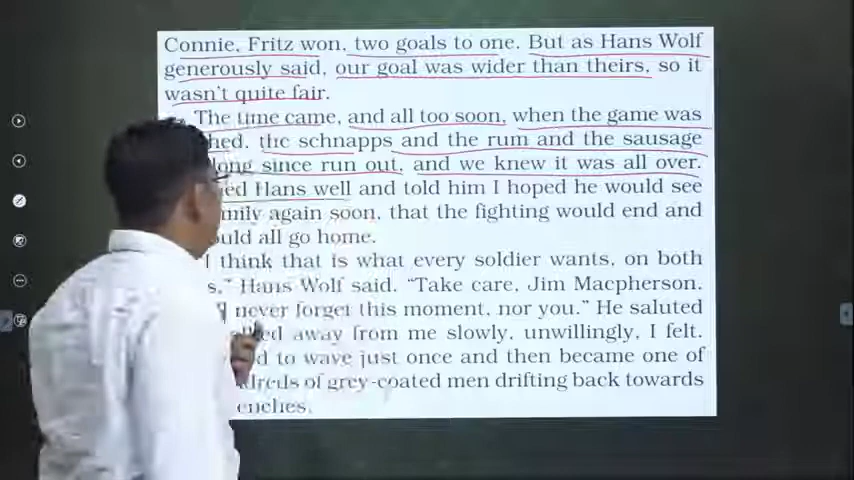 Connie, Fritz won, two goals to one. But as Hans Wolf
generously said, our goal was wider than theirs, so it
wasn't quite fair.
The time came, and all too soon, when the game was
hed, the schnapps and the rum and the sausage
long since run out, and we knew it was all over.
ed Hans well and told him I hoped he would see
mily again soon, that the fighting would end and
uld all go home.
I think that is what every soldier wants, on both
s," Hans Wolf said. "Take care, Jim Macpherson.
never forget this moment, nor you." He saluted
ed away from me slowly, unwillingly, I felt.
d to wave just once and then became one of
dreds of grey-coated men drifting back towards
enches.